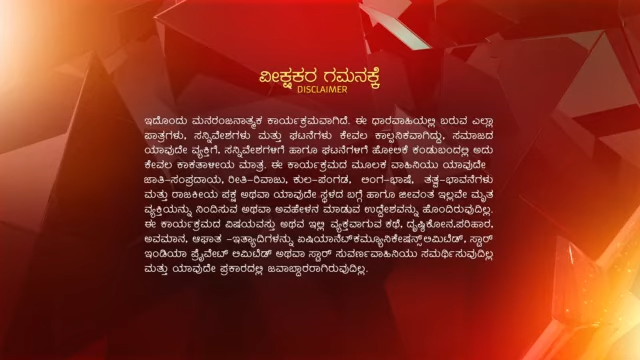 ವೀಕ್ಷಕರ ಗಮನಕ್ಕೆ
DISCLAIMER
ಇದೊಂದು ಮನರಂಜನಾತ್ಮಕ ಕಾರ್ಯಕ್ರಮವಾಗಿದೆ. ಈ ಧಾರವಾಹಿಯಲ್ಲಿ ಬರುವ ಎಲ್ಲಾ
ಪಾತ್ರಗಳು, ಸನ್ನಿವೇಶಗಳು ಮತ್ತು ಘಟನೆಗಳು ಕೇವಲ ಕಾಲ್ಪನಿಕವಾಗಿದ್ದು, ಸಮಾಜದ
ಯಾವುದೇ ವ್ಯಕ್ತಿಗೆ, ಸನ್ನಿವೇಶಗಳಿಗೆ ಹಾಗೂ ಘಟನೆಗಳಿಗೆ ಹೋಲಿಕೆ ಕಂಡುಬಂದಲ್ಲಿ ಅದು
ಕೇವಲ ಕಾಕತಾಳೀಯ ಮಾತ್ರ. ಈ ಕಾರ್ಯಕ್ರಮದ ಮೂಲಕ ವಾಹಿನಿಯು ಯಾವುದೇ
ಜಾತಿ-ಸಂಪ್ರದಾಯ, ರೀತಿ-ರಿವಾಜು, ಕುಲ-ಪಂಗಡ, ಲಿಂಗ-ಭಾಷೆ, ತತ್ವ-ಭಾವನೆಗಳು
ಮತ್ತು ರಾಜಕೀಯ ಪಕ್ಷ ಅಥವಾ ಯಾವುದೇ ಸ್ಥಳದ ಬಗ್ಗೆ ಹಾಗೂ ಜೀವಂತ ಇಲ್ಲವೇ ಮೃತ
ವ್ಯಕ್ತಿಯನ್ನು ನಿಂದಿಸುವ ಅಥವಾ ಅವಹೇಳನ ಮಾಡುವ ಉದ್ದೇಶವನ್ನು ಹೊಂದಿರುವುದಿಲ್ಲ.
ಈ ಕಾರ್ಯಕ್ರಮದ ವಿಷಯವಸ್ತು ಅಥವ ಇಲ್ಲಿ ವ್ಯಕ್ತವಾಗುವ ಕಥೆ, ದೃಷ್ಠಿಕೋನ,ಪರಿಹಾರ,
ಅವಮಾನ, ಆಘಾತ -ಇತ್ಯಾದಿಗಳನ್ನು ಏಷಿಯಾನೆಟ್‌ಕಮ್ಯೂನಿಕೇಷನ್ಸ್ ಲಿಮಿಟೆಡ್, ಸ್ಟಾರ್
ಇಂಡಿಯಾ ಪ್ರೈವೇಟ್ ಲಿಮಿಟೆಡ್ ಅಥವಾ ಸ್ಟಾರ್ ಸುವರ್ಣವಾಹಿನಿಯು ಸಮರ್ಥಿಸುವುದಿಲ್ಲ
ಮತ್ತು ಯಾವುದೇ ಪ್ರಕಾರದಲ್ಲಿ ಜವಾಬ್ದಾರರಾಗಿರುವುದಿಲ್ಲ.